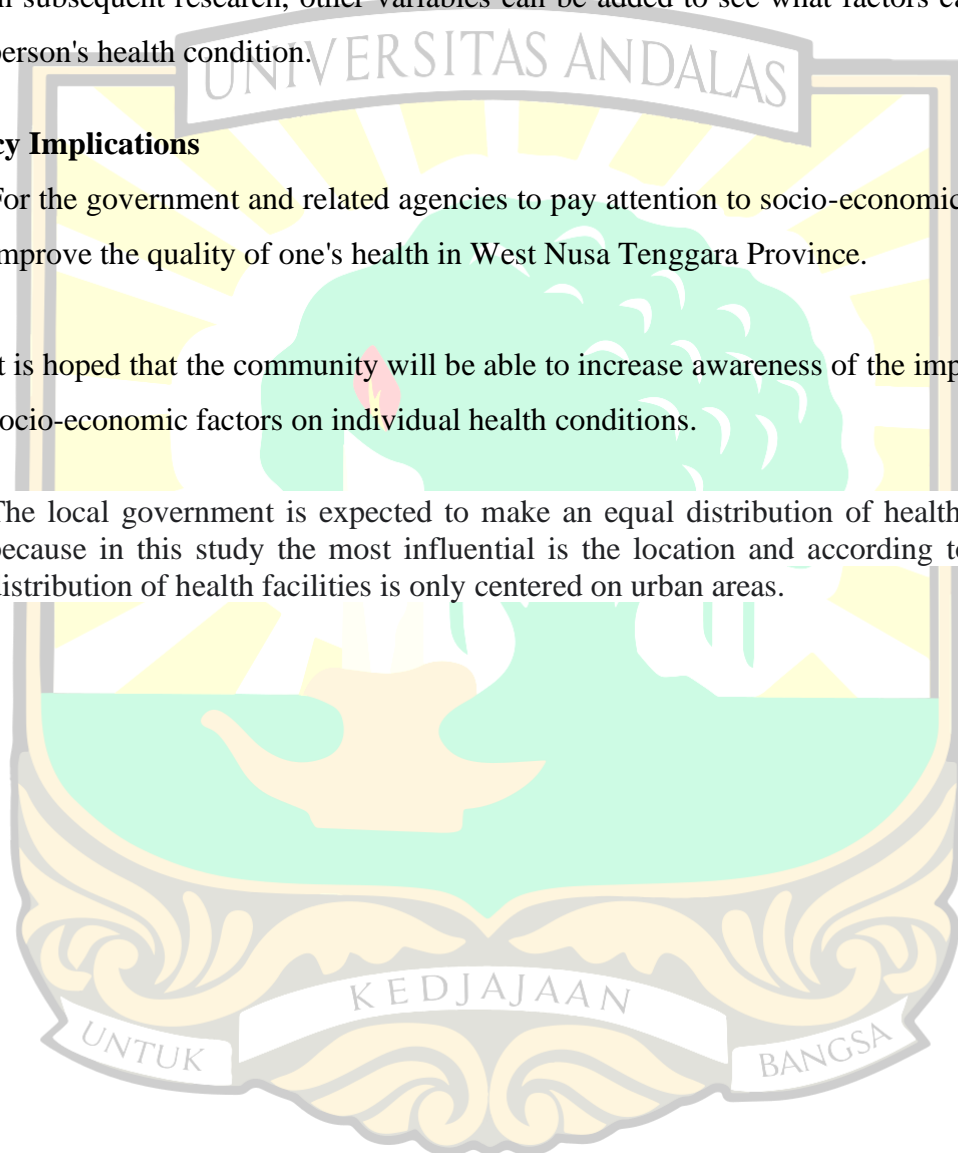 subsequent research, other variables can be added to see what factors
person's health condition.
UNIVERSITAS ANDALAS
cy Implications
For the government and related agencies to pay attention to socio-economic
improve the quality of one's health in West Nusa Tenggara Province.
t is hoped that the community will be able to increase awareness of the imp
ocio-economic factors on individual health conditions.
The local government is expected to make an equal distribution of health
because in this study the most influential is the location and according to
distribution of health facilities is only centered on urban areas.
KEDJAJAAN
UNTUK
BANGSA